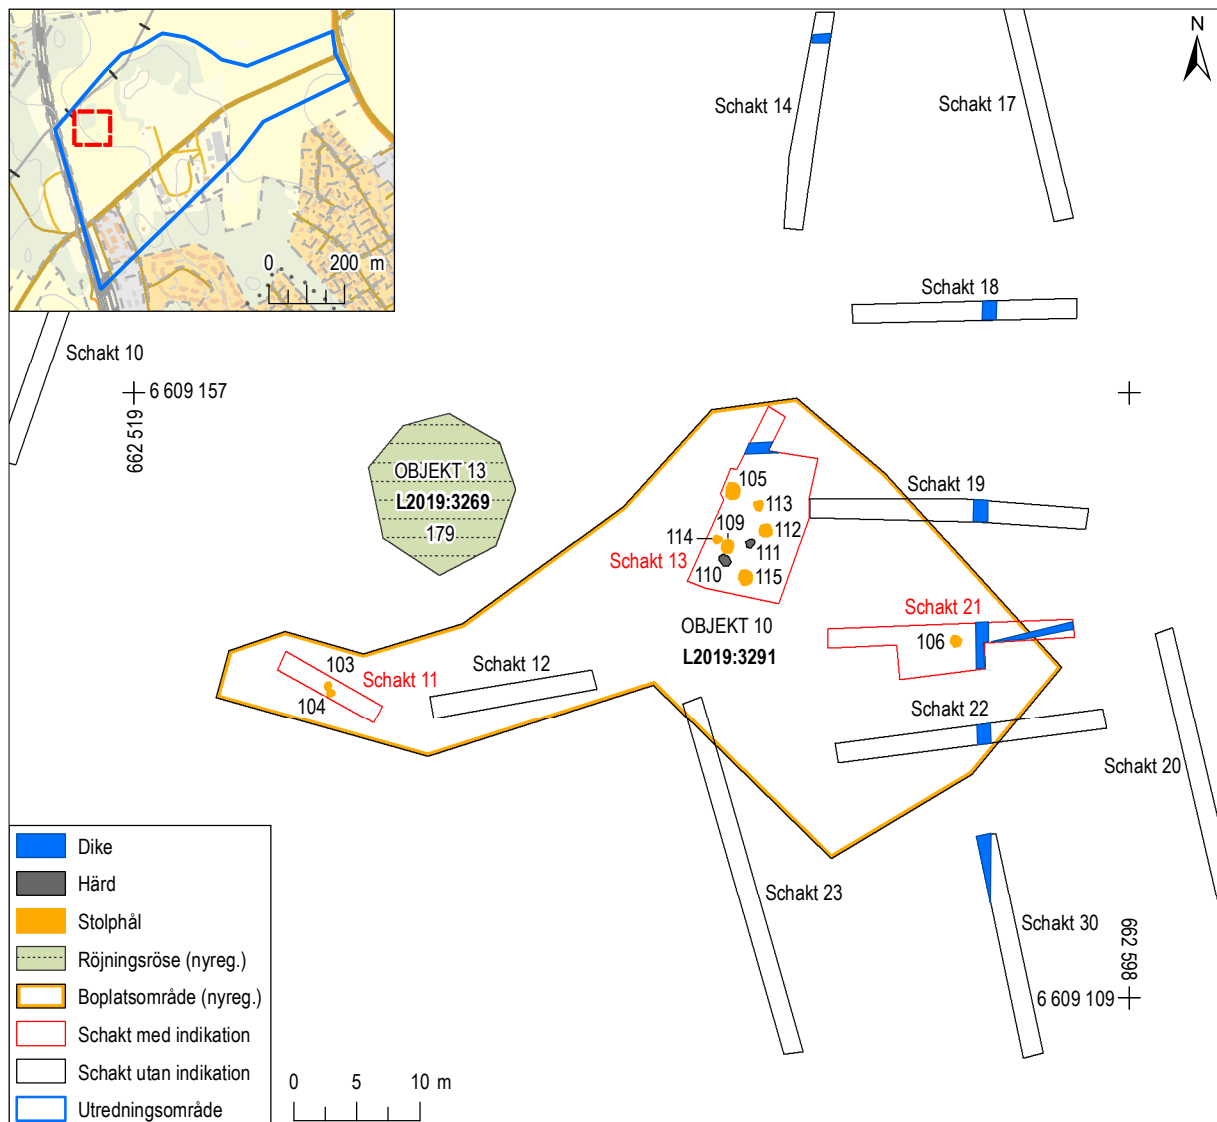 N
Schakt 14
Schakt 17
0 200 m
Schakt 18
Schakt 10
6 609 157
662 519
OBJEKT 13
L2019:3269
179
105
113
Schakt 19
109
112
114
111
Schakt 13
110
115
Schakt 21
106
OBJEKT 10
L2019:3291
103
Schakt 11
104
Schakt 12
Schakt 22
Schakt 20
Schakt 23
Schakt 30
662 598
6 609 109
Dike
Härd
Stolphål
Röjningsröse (nyreg.)
Boplatsområde (nyreg.)
Schakt med indikation
Schakt utan indikation
Utredningsområde
0 5 10 m